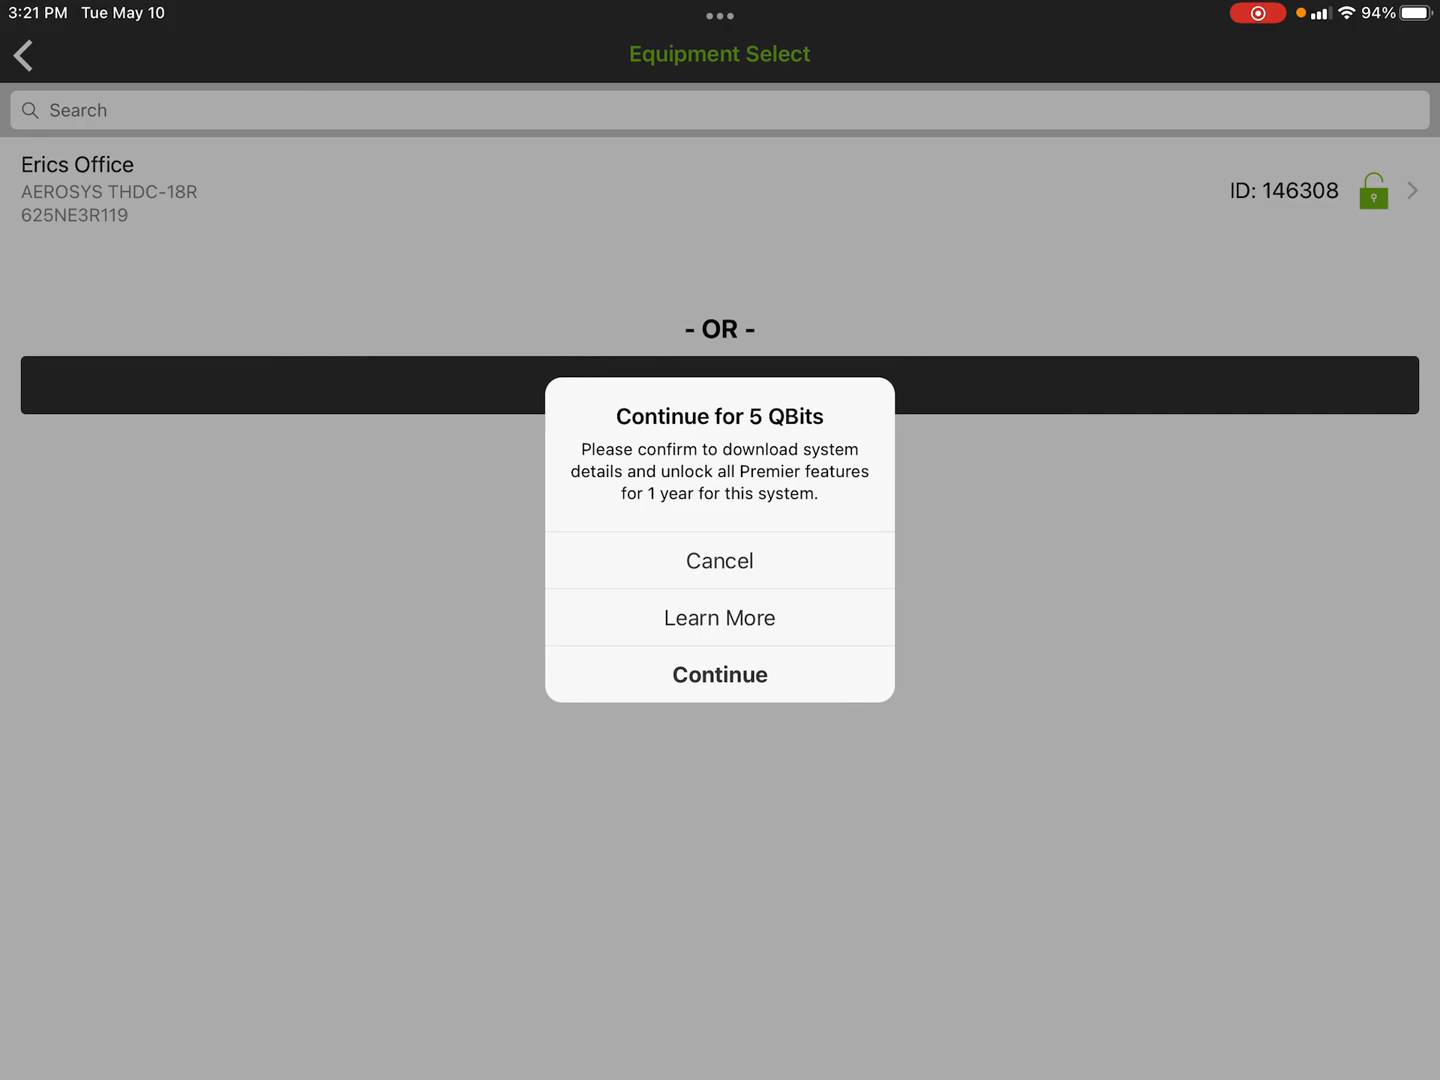 3:21 PM Tue May 10
94%
Equipment Select
Search
Erics Office
AEROSYS THDC-18R
625NE3R119
ID: 146308
- OR -
Continue for 5 QBits
Please confirm to download system
details and unlock all Premier features
for 1 year for this system.
Cancel
Learn More
Continue